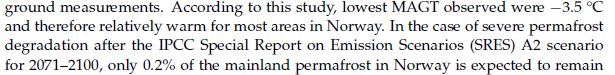 ground measurements. According to this study, lowest MAGT observed were −3.5 °C
and therefore relatively warm for most areas in Norway. In the case of severe permafrost
degradation after the IPCC Special Report on Emission Scenarios (SRES) A2 scenario
for 2071–2100, only 0.2% of the mainland permafrost in Norway is expected to remain